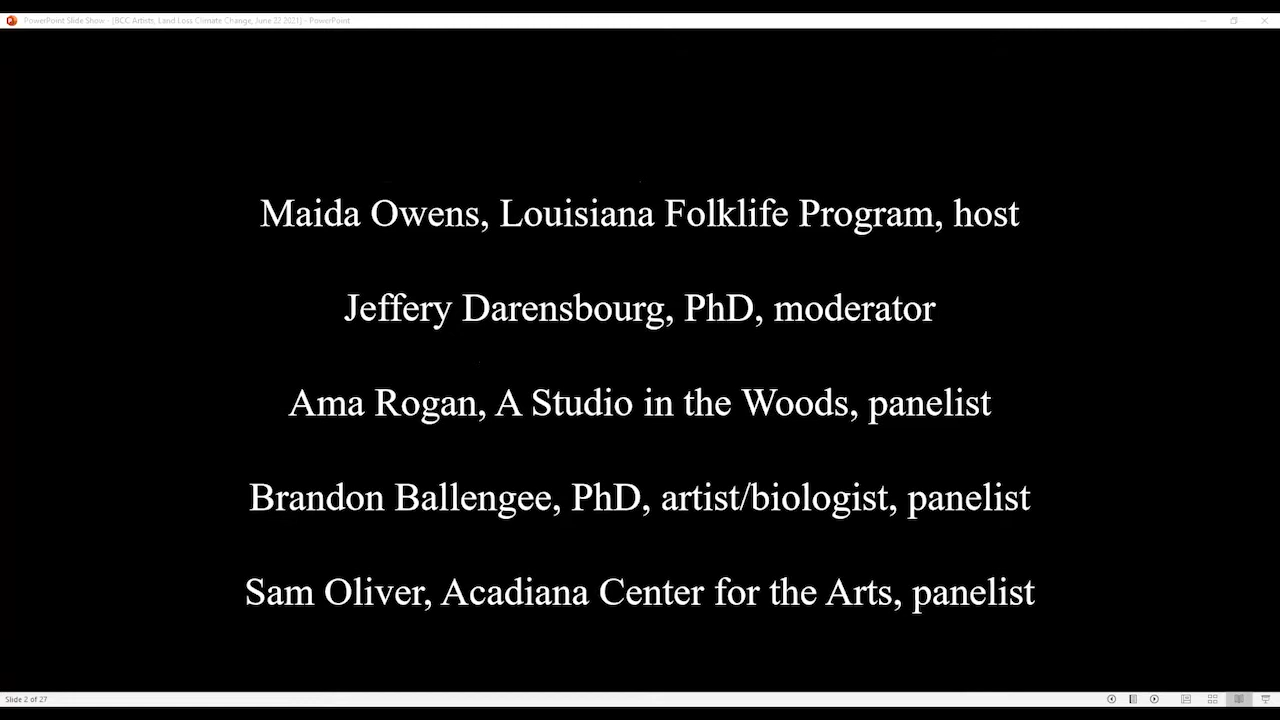 PowerPoint Slide Show - [BCC Artists, Land Loss Climate Change, June 22 2021] - PowerPoint
Maida Owens, Louisiana Folklife Program, host
Jeffery Darensbourg, PhD, moderator
Ama Rogan, A Studio in the Woods, panelist
Brandon Ballengee, PhD, artist/biologist, panelist
Sam Oliver, Acadiana Center for the Arts, panelist
Slide 2 of 27